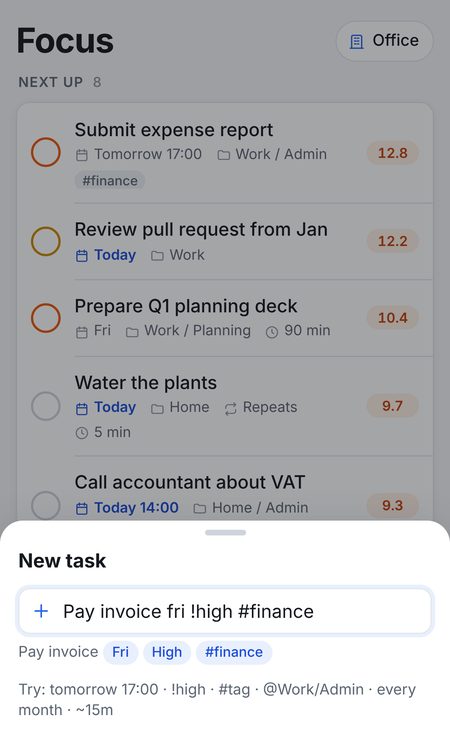 Focus
Office
NEXT UP 8
Submit expense report
Tomorrow 17:00 Work / Admin
#finance
12.8
Review pull request from Jan
Today Work
12.2
Prepare Q1 planning deck
Fri Work / Planning 90 min
10.4
Water the plants
Today Home Repeats
5 min
9.7
Call accountant about VAT
Today 14:00 Home / Admin
9.3
New task
Pay invoice fri !high #finance
Pay invoice Fri High #finance
Try: tomorrow 17:00 · !high · #tag · @Work/Admin · every
month · ~15m